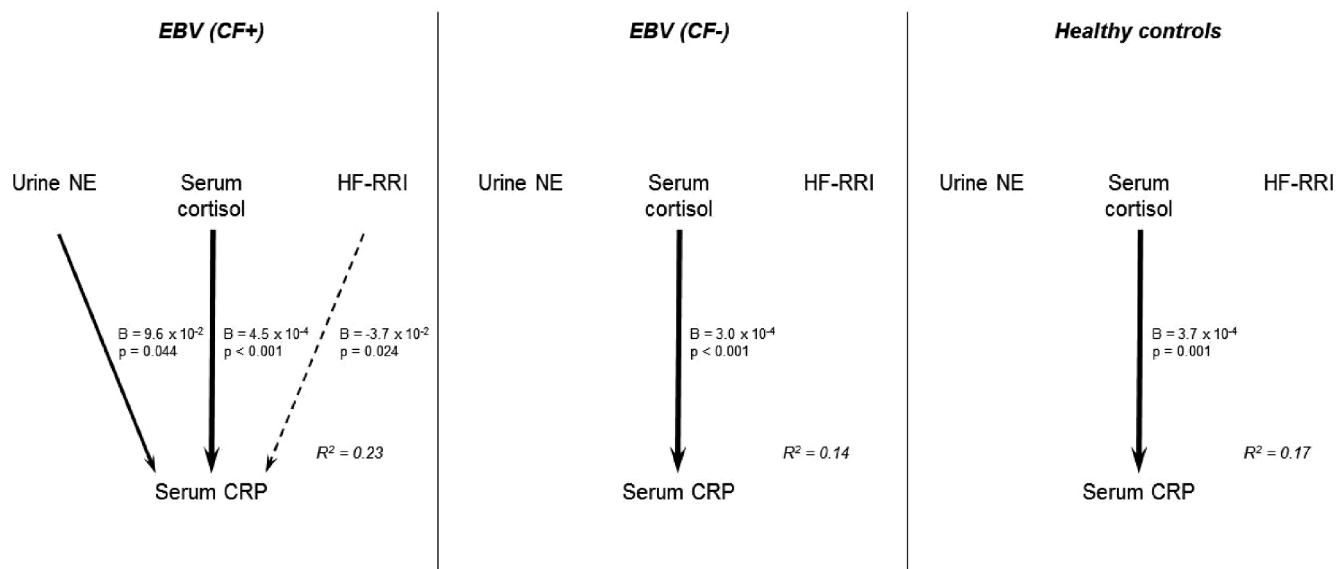 EBV (CF+)
Urine NE
Serum
cortisol
HF-RRI
B = 9.6 x 10⁻²
p = 0.044
B = 4.5 x 10⁻⁴
p < 0.001
B = -3.7 x 10⁻²
p = 0.024
R² = 0.23
Serum CRP
EBV (CF-)
Urine NE
Serum
cortisol
HF-RRI
B = 3.0 x 10⁻⁴
p < 0.001
R² = 0.14
Serum CRP
Healthy controls
Urine NE
Serum
cortisol
HF-RRI
B = 3.7 x 10⁻⁴
p = 0.001
R² = 0.17
Serum CRP